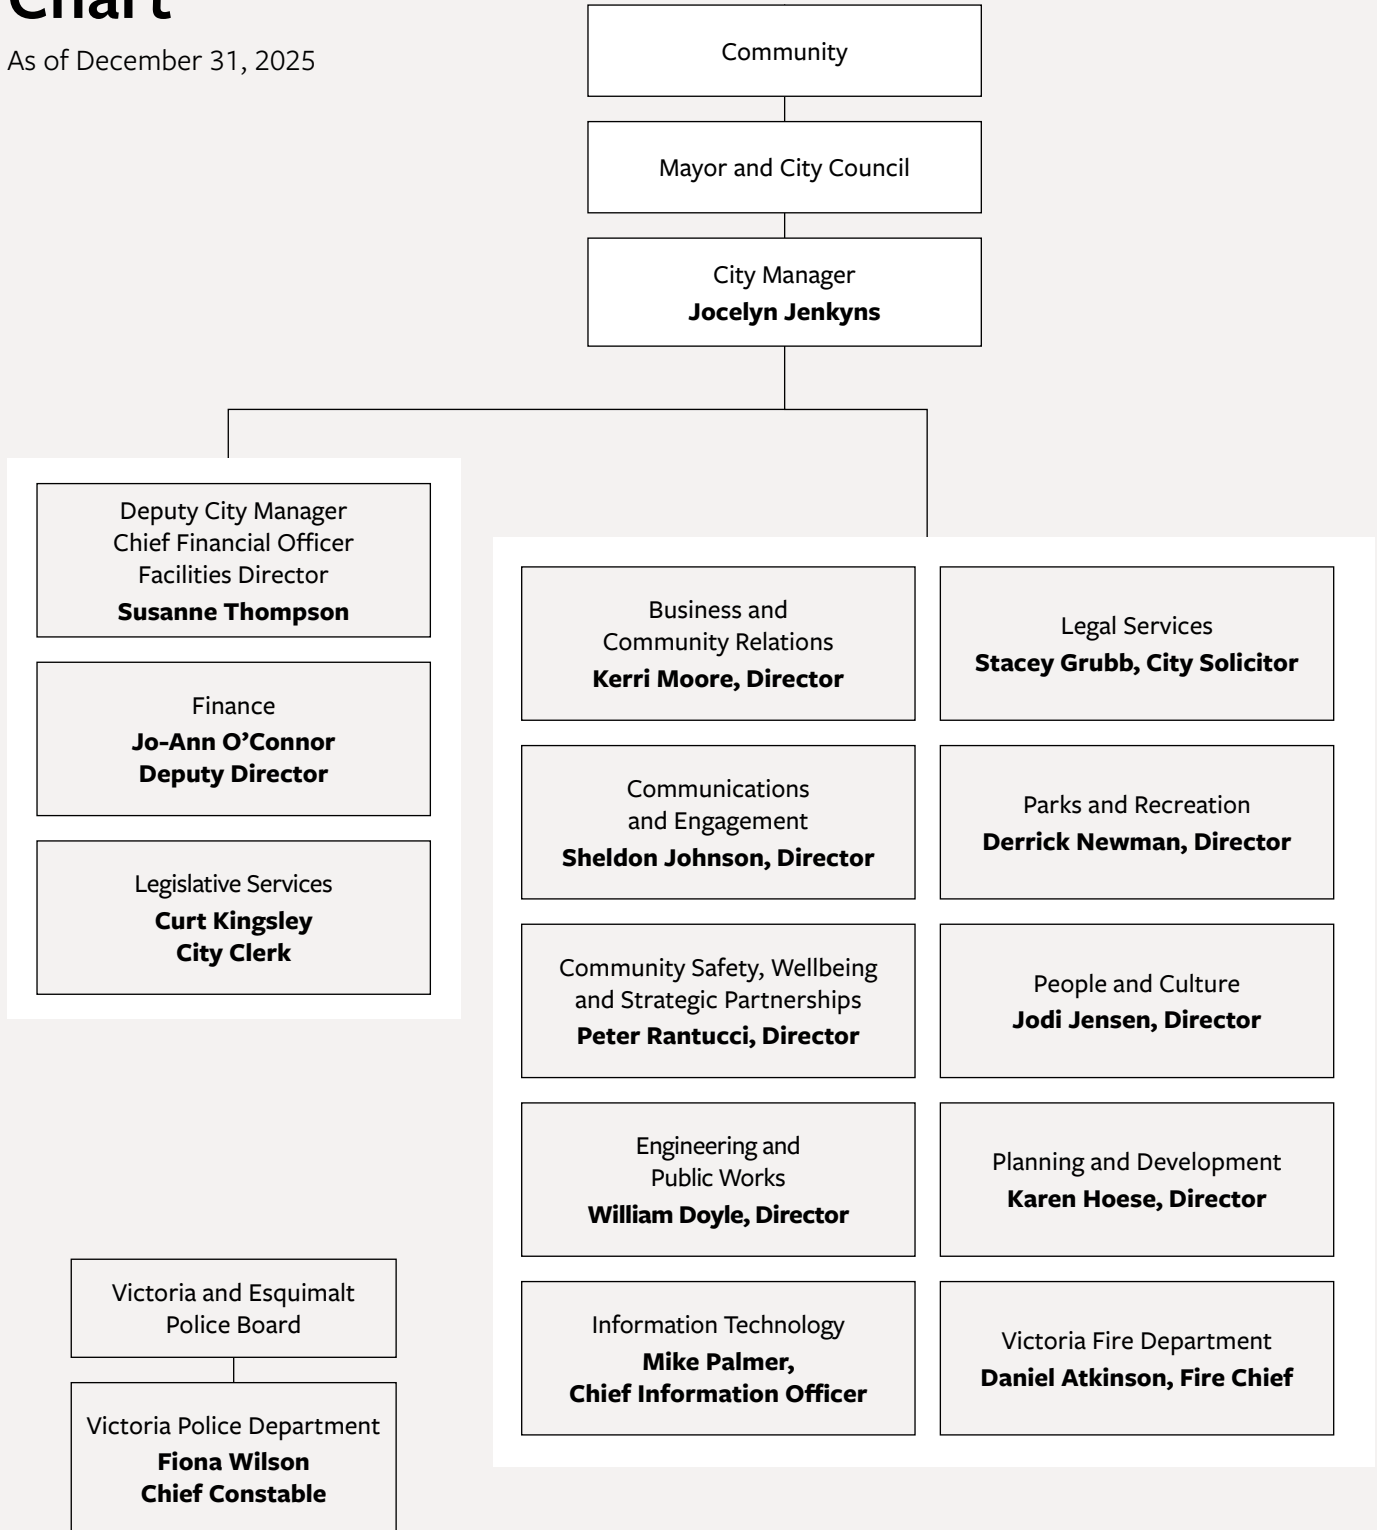 Chart
As of December 31, 2025
Community
Mayor and City Council
City Manager
Jocelyn Jenkyns
Deputy City Manager
Chief Financial Officer
Facilities Director
Susanne Thompson
Finance
Jo-Ann O’Connor
Deputy Director
Legislative Services
Curt Kingsley
City Clerk
Business and
Community Relations
Kerri Moore, Director
Legal Services
Stacey Grubb, City Solicitor
Communications
and Engagement
Sheldon Johnson, Director
Parks and Recreation
Derrick Newman, Director
Community Safety, Wellbeing
and Strategic Partnerships
Peter Rantucci, Director
People and Culture
Jodi Jensen, Director
Engineering and
Public Works
William Doyle, Director
Planning and Development
Karen Hoese, Director
Information Technology
Mike Palmer,
Chief Information Officer
Victoria Fire Department
Daniel Atkinson, Fire Chief
Victoria and Esquimalt
Police Board
Victoria Police Department
Fiona Wilson
Chief Constable